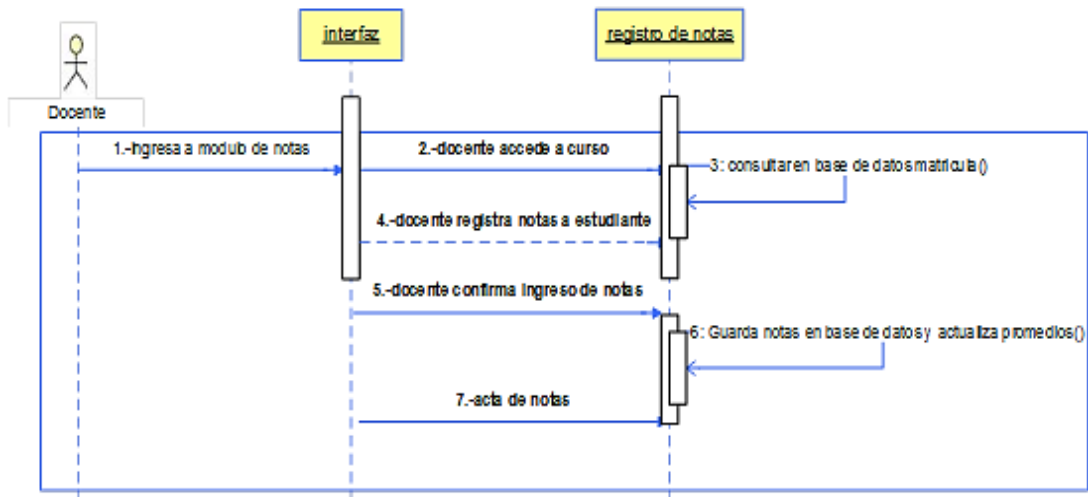 interfaz
registro de notas
Docente
1.-Ingresa a modulo de notas
2.-docente accede a curso
3: consultar en base de datos matricula()
4.-docente registra notas a estudiante
5.-docente confirma ingreso de notas
6: Guarda notas en base de datos y actualiza promedios()
7.-acta de notas